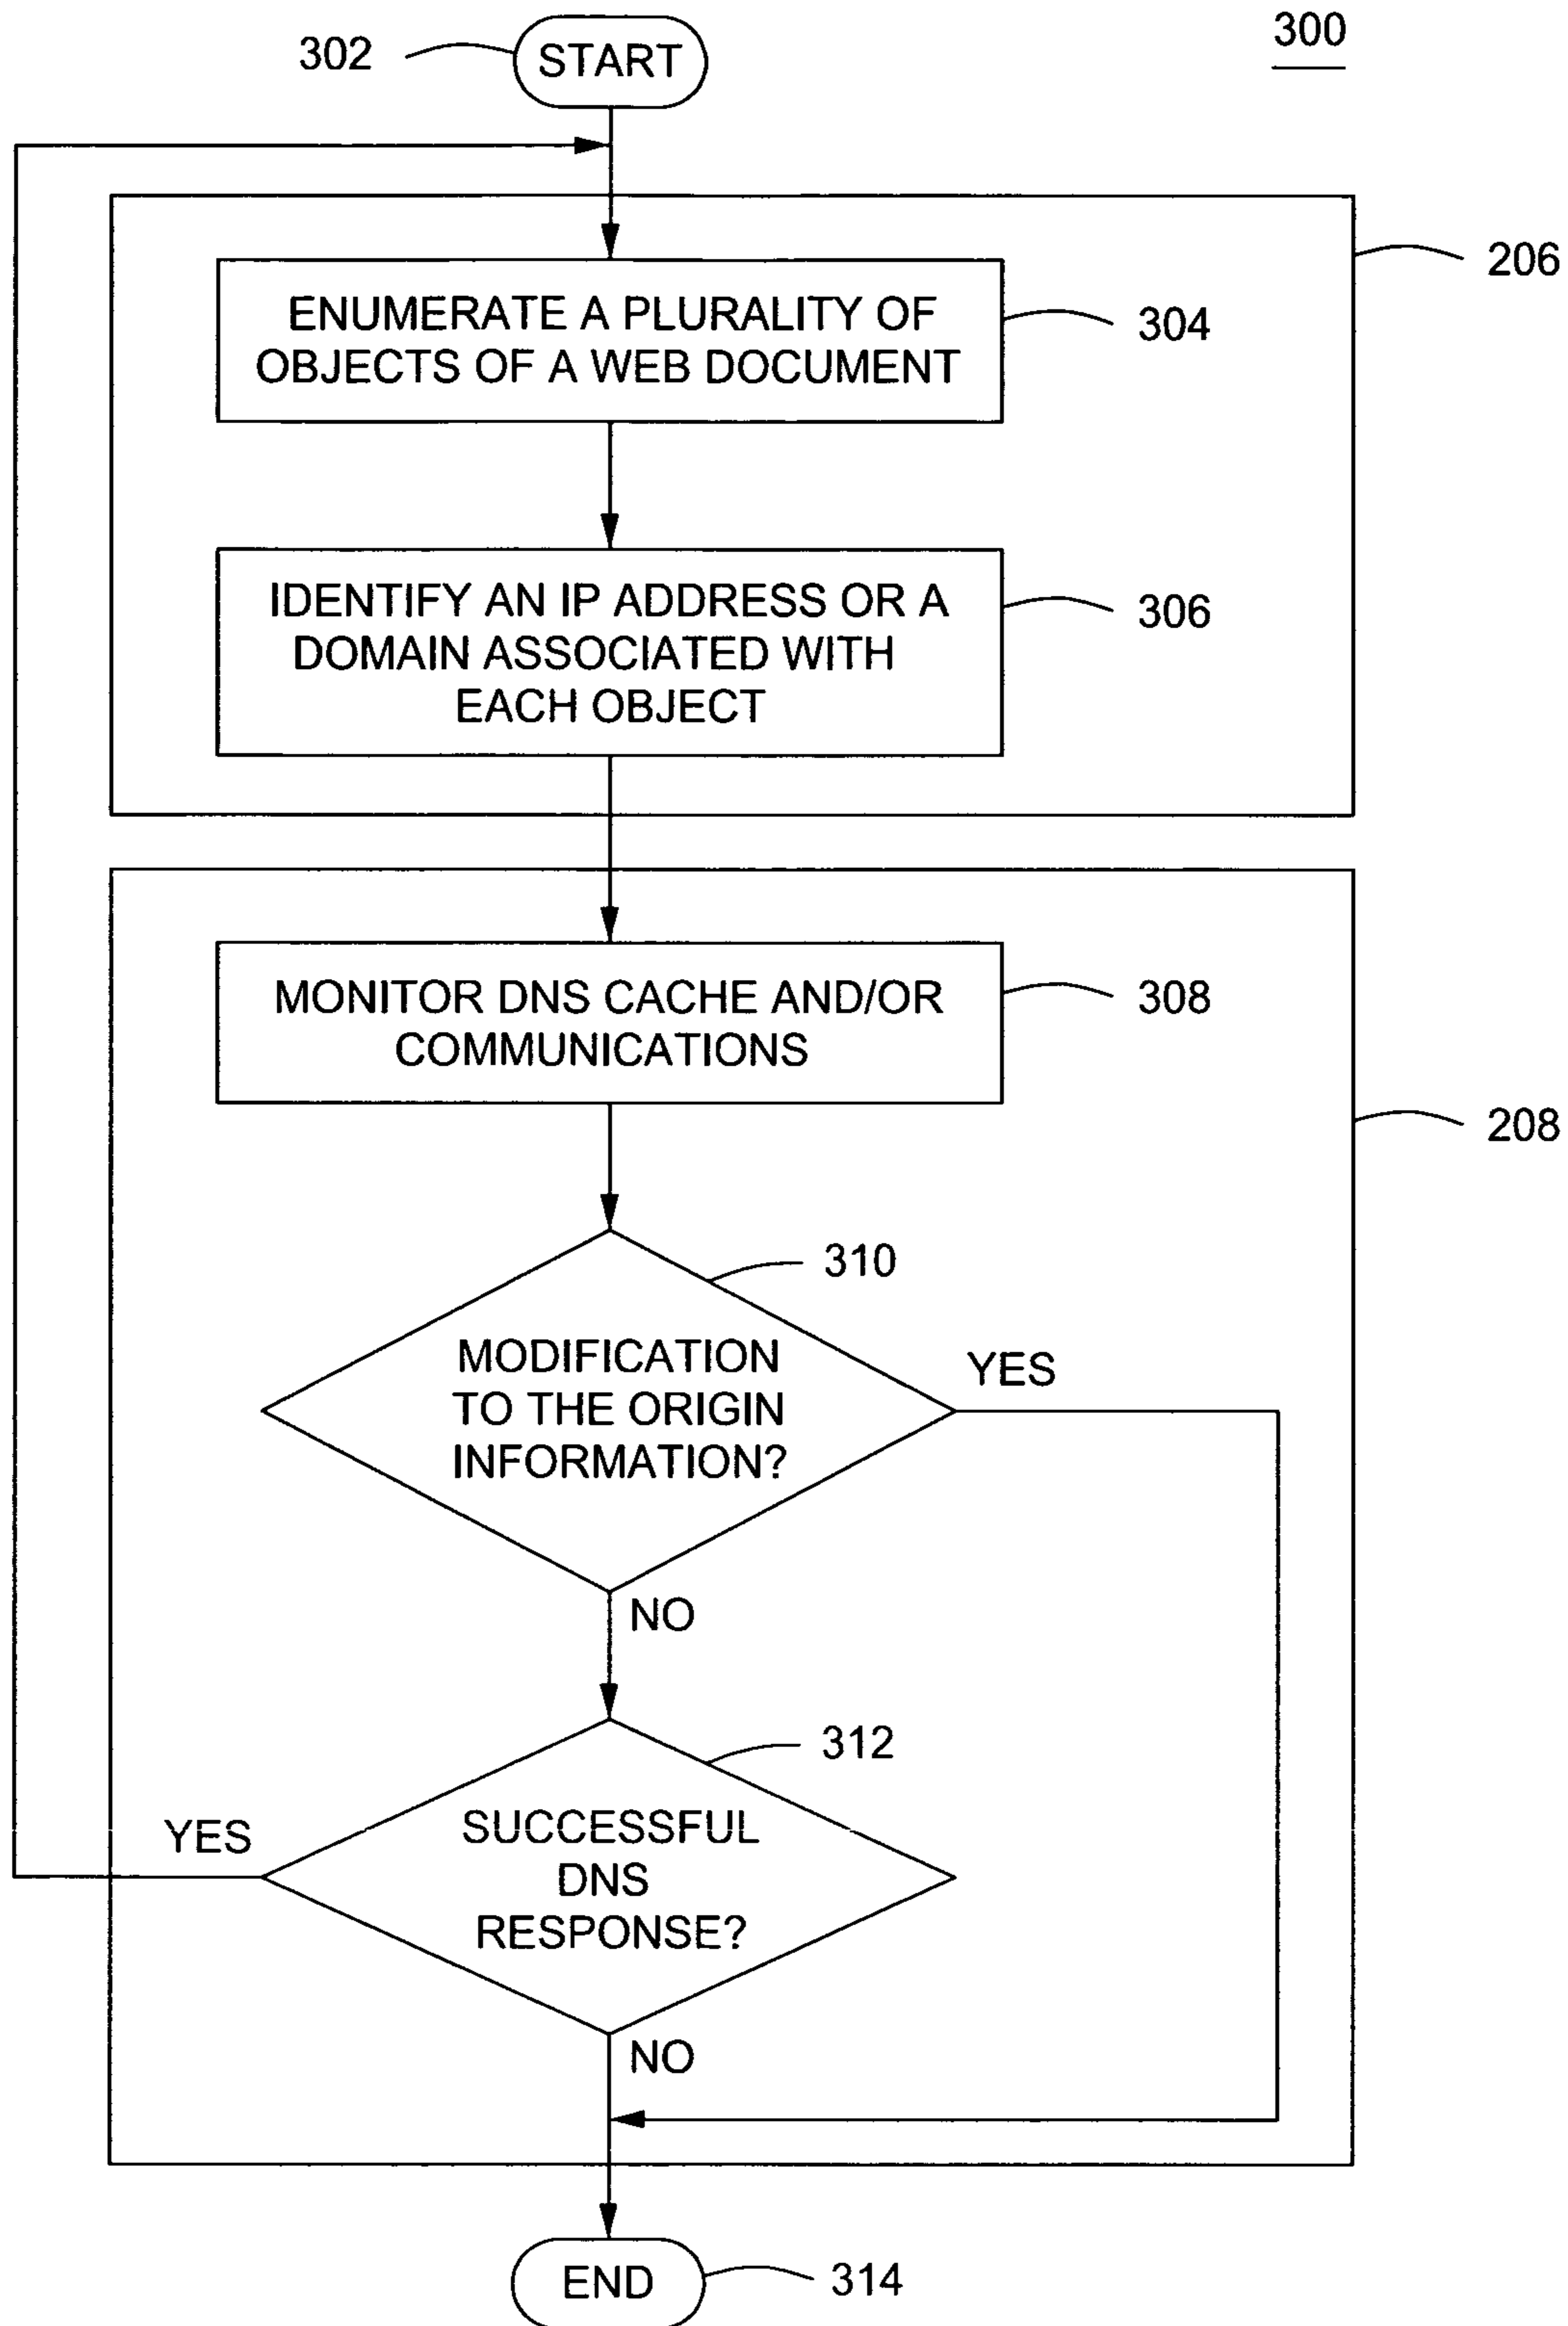 300
302
START
206
ENUMERATE A PLURALITY OF
OBJECTS OF A WEB DOCUMENT
304
IDENTIFY AN IP ADDRESS OR A
DOMAIN ASSOCIATED WITH
EACH OBJECT
306
MONITOR DNS CACHE AND/OR
COMMUNICATIONS
308
208
310
MODIFICATION
TO THE ORIGIN
INFORMATION?
YES
NO
312
SUCCESSFUL
DNS
RESPONSE?
YES
NO
END
314